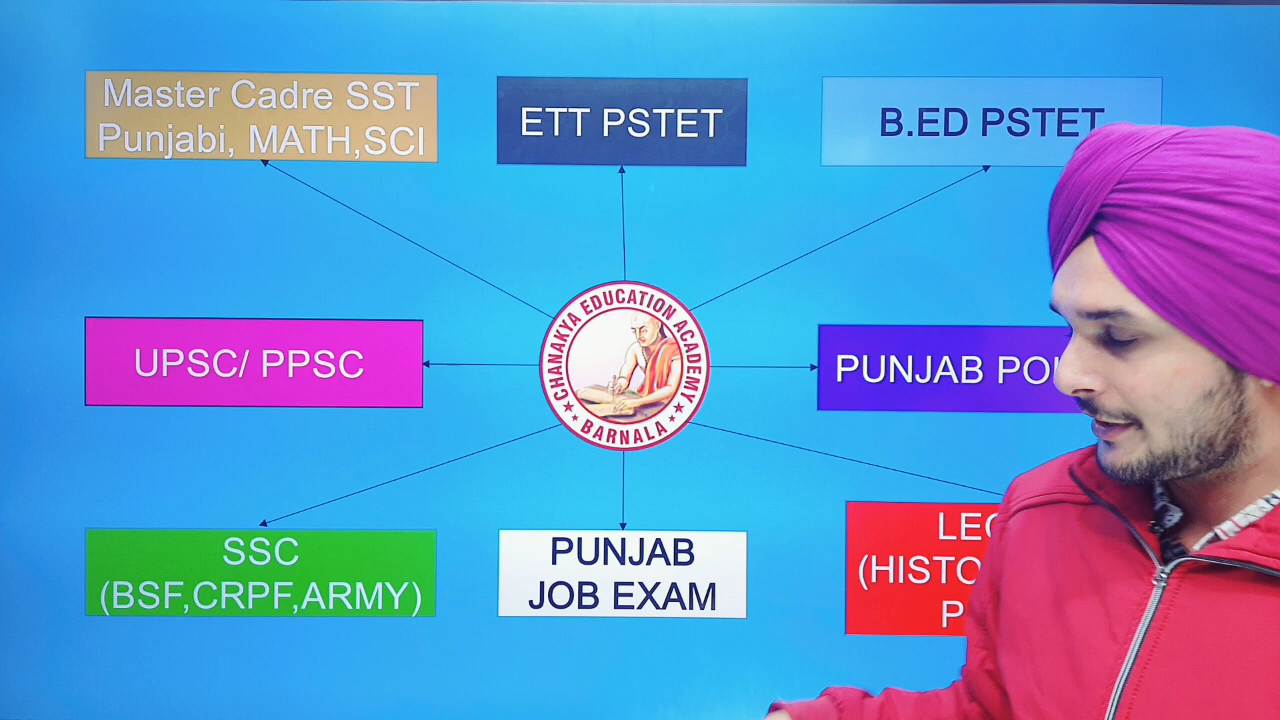 Master Cadre SST
Punjabi, MATH,SCI
ETT PSTET
B.ED PSTET
CHANAKYA EDUCATION ACADEMY
BARNALA
UPSC/ PPSC
PUNJAB
SSC
(BSF,CRPF,ARMY)
PUNJAB
JOB EXAM